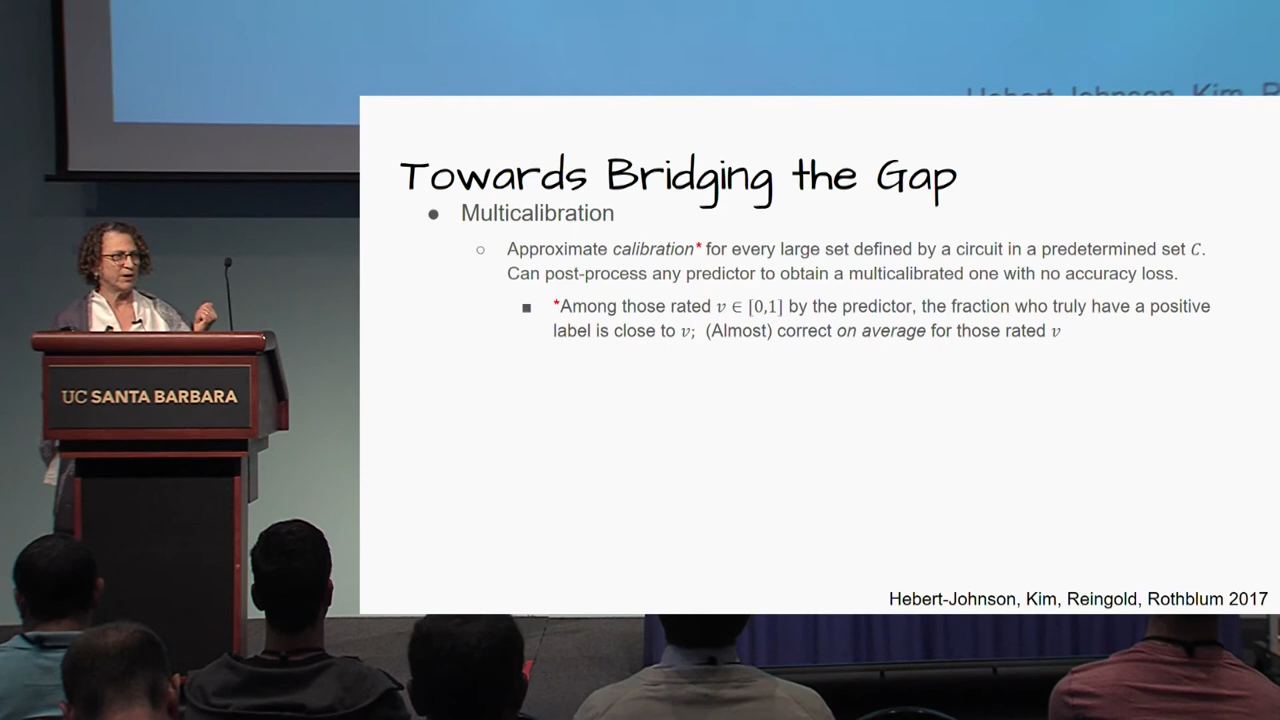 Hebert-Johnson, Kim, R
Towards Bridging the Gap
● Multicalibration
○ Approximate calibration* for every large set defined by a circuit in a predetermined set C.
Can post-process any predictor to obtain a multicalibrated one with no accuracy loss.
■ *Among those rated v ∈ [0,1] by the predictor, the fraction who truly have a positive
label is close to v; (Almost) correct on average for those rated v
UC SANTA BARBARA
Hebert-Johnson, Kim, Reingold, Rothblum 2017